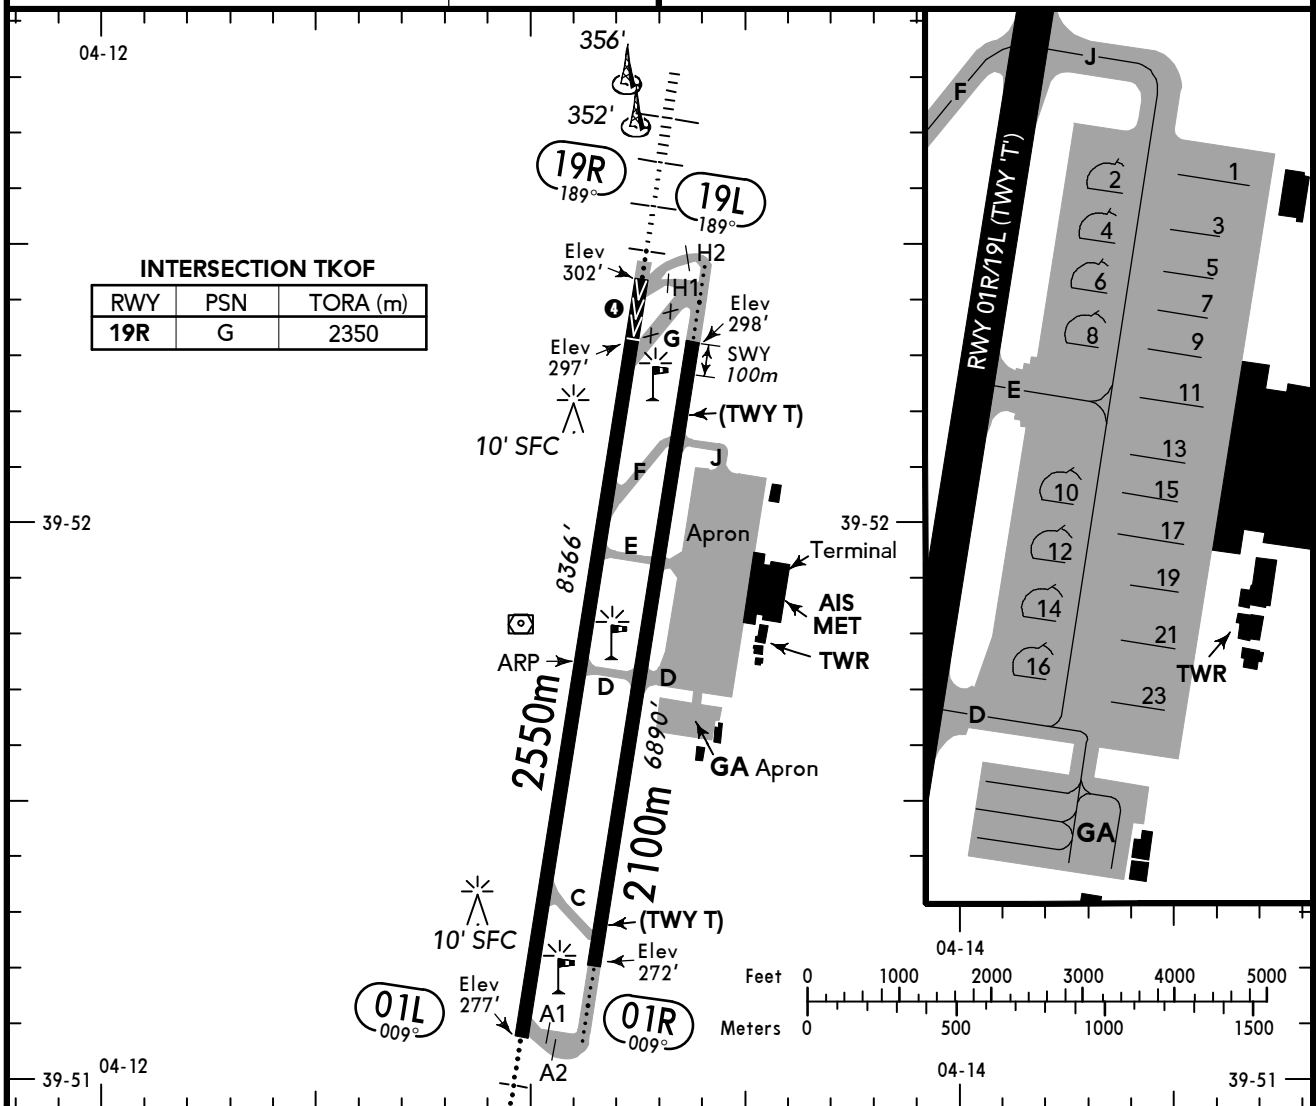 04-12
356'
352'
19R
189°
19L
189°
H2
Elev
302'
H1
4
Elev
298'
G
Elev
297'
SWY
100m
INTERSECTION TKOF
RWY PSN TORA (m)
19R G 2350
(TWY T)
10' SFC
F
J
39-52
39-52
Apron
8366'
E
Terminal
AIS
MET
TWR
ARP
D
D
2550m
6890'
GA Apron
2100m
C
(TWY T)
10' SFC
Elev
272'
Elev
277'
01L
009°
A1
01R
009°
A2
39-51
04-12
J
F
RWY 01R/19L (TWY 'T')
1
2
3
4
5
6
7
8
9
E
11
13
10
15
17
12
19
14
21
16
TWR
23
D
GA
04-14
Feet 0 1000 2000 3000 4000 5000
Meters 0 500 1000 1500
04-14
39-51